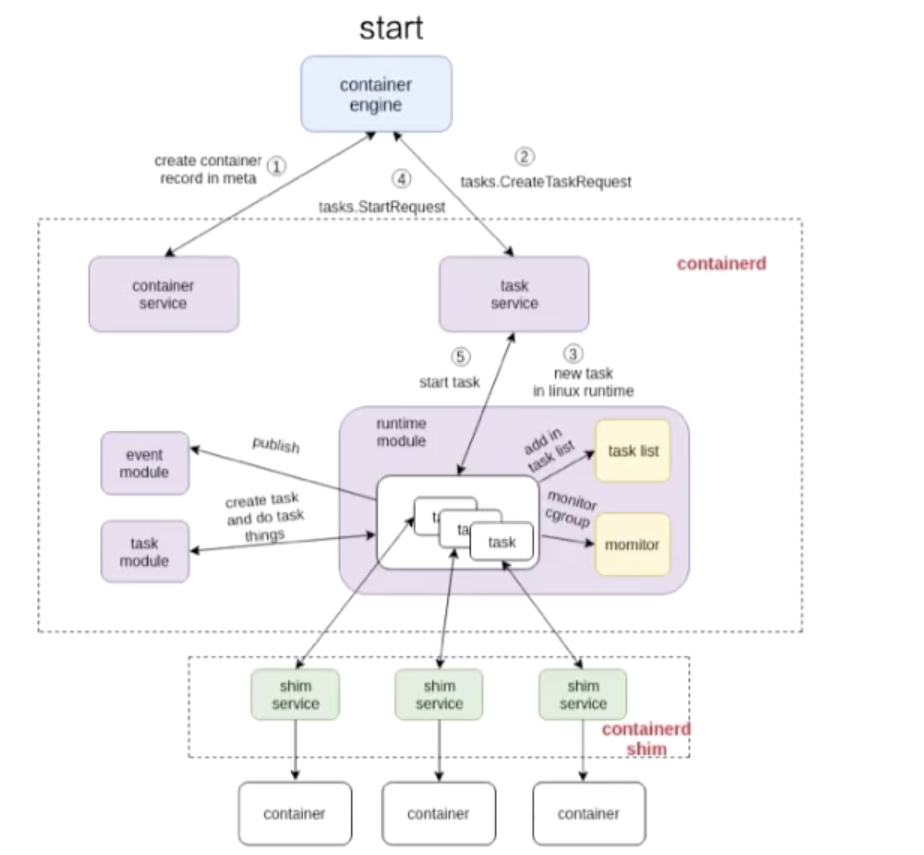 start
container
engine
create container
record in meta
①
④
tasks.StartRequest
②
tasks.CreateTaskRequest
containerd
container
service
task
service
⑤
start task
③
new task
in linux runtime
runtime
module
add in
task list
task list
event
module
publish
monitor
cgroup
momitor
create task
and do task
things
task
module
ta
ta
task
shim
service
shim
service
shim
service
containerd
shim
container
container
container